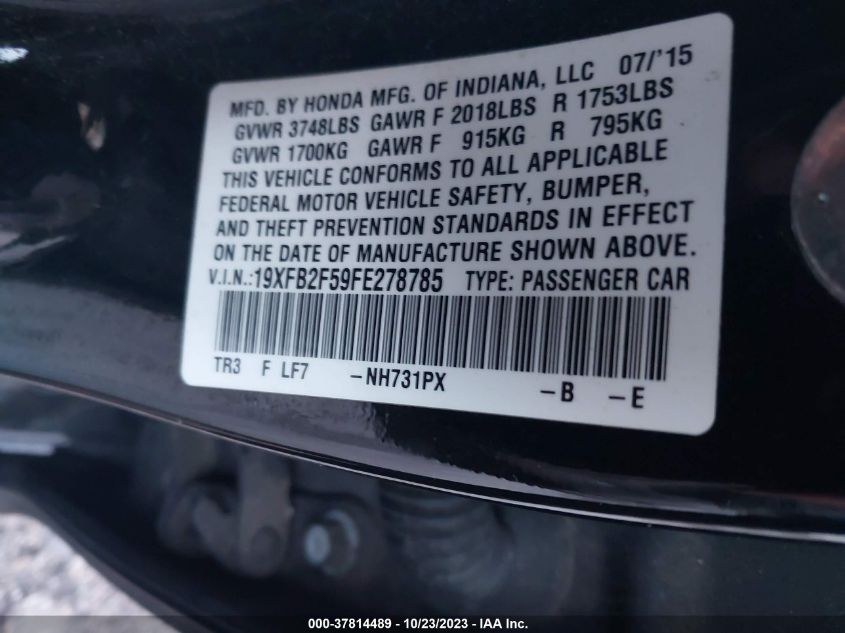 MFD. BY HONDA MFG. OF INDIANA, LLC 07/'15
GVWR 3748LBS GAWR F 2018LBS R 1753LBS
GVWR 1700KG GAWR F 915KG R 795KG
THIS VEHICLE CONFORMS TO ALL APPLICABLE
FEDERAL MOTOR VEHICLE SAFETY, BUMPER,
AND THEFT PREVENTION STANDARDS IN EFFECT
ON THE DATE OF MANUFACTURE SHOWN ABOVE.
V.I.N.:19XFB2F59FE278785 TYPE: PASSENGER CAR
TR3 F LF7 -NH731PX -B -E
000-37814489 - 10/23/2023 - IAA Inc.